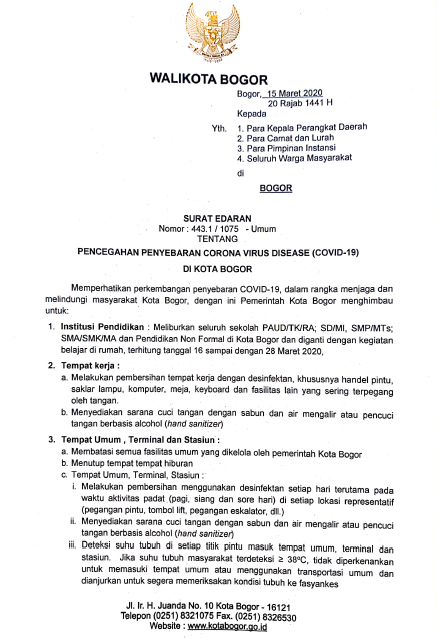 WALIKOTA BOGOR
Bogor, 15 Maret 2020
20 Rajab 1441 H
Kepada
Yth. 1. Para Kepala Perangkat Daerah
2. Para Camat dan Lurah
3. Para Pimpinan Instansi
4. Seluruh Warga Masyarakat
di
BOGOR
SURAT EDARAN
Nomor : 443.1 / 1075 - Umum
TENTANG
PENCEGAHAN PENYEBARAN CORONA VIRUS DISEASE (COVID-19)
DI KOTA BOGOR
Memperhatikan perkembangan penyebaran COVID-19, dalam rangka menjaga dan
melindungi masyarakat Kota Bogor, dengan ini Pemerintah Kota Bogor menghimbau
untuk:
1. Institusi Pendidikan : Meliburkan seluruh sekolah PAUD/TK/RA; SD/MI, SMP/MTs;
SMA/SMK/MA dan Pendidikan Non Formal di Kota Bogor dan diganti dengan kegiatan
belajar di rumah, terhitung tanggal 16 sampai dengan 28 Maret 2020,
2. Tempat kerja :
a. Melakukan pembersihan tempat kerja dengan desinfektan, khususnya handel pintu,
saklar lampu, komputer, meja, keyboard dan fasilitas lain yang sering terpegang
oleh tangan.
b. Menyediakan sarana cuci tangan dengan sabun dan air mengalir atau pencuci
tangan berbasis alcohol (hand sanitizer)
3. Tempat Umum , Terminal dan Stasiun :
a. Membatasi semua fasilitas umum yang dikelola oleh pemerintah Kota Bogor
b. Menutup tempat tempat hiburan
c. Tempat Umum, Terminal, Stasiun :
i. Melakukan pembersihan menggunakan desinfektan setiap hari terutama pada
waktu aktivitas padat (pagi, siang dan sore hari) di setiap lokasi representatif
(pegangan pintu, tombol lift, pegangan eskalator, dll.)
ii. Menyediakan sarana cuci tangan dengan sabun dan air mengalir atau pencuci
tangan berbasis alcohol (hand sanitizer)
iii. Deteksi suhu tubuh di setiap titik pintu masuk tempat umum, terminal dan
stasiun. Jika suhu tubuh masyarakat terdeteksi ≥ 38ºC, tidak diperkenankan
untuk memasuki tempat umum atau menggunakan transportasi umum dan
dianjurkan untuk segera memeriksakan kondisi tubuh ke fasyankes
Jl. Ir. H. Juanda No. 10 Kota Bogor - 16121
Telepon (0251) 8321075 Fax. (0251) 8326530
Website : www.kotabogor.go.id